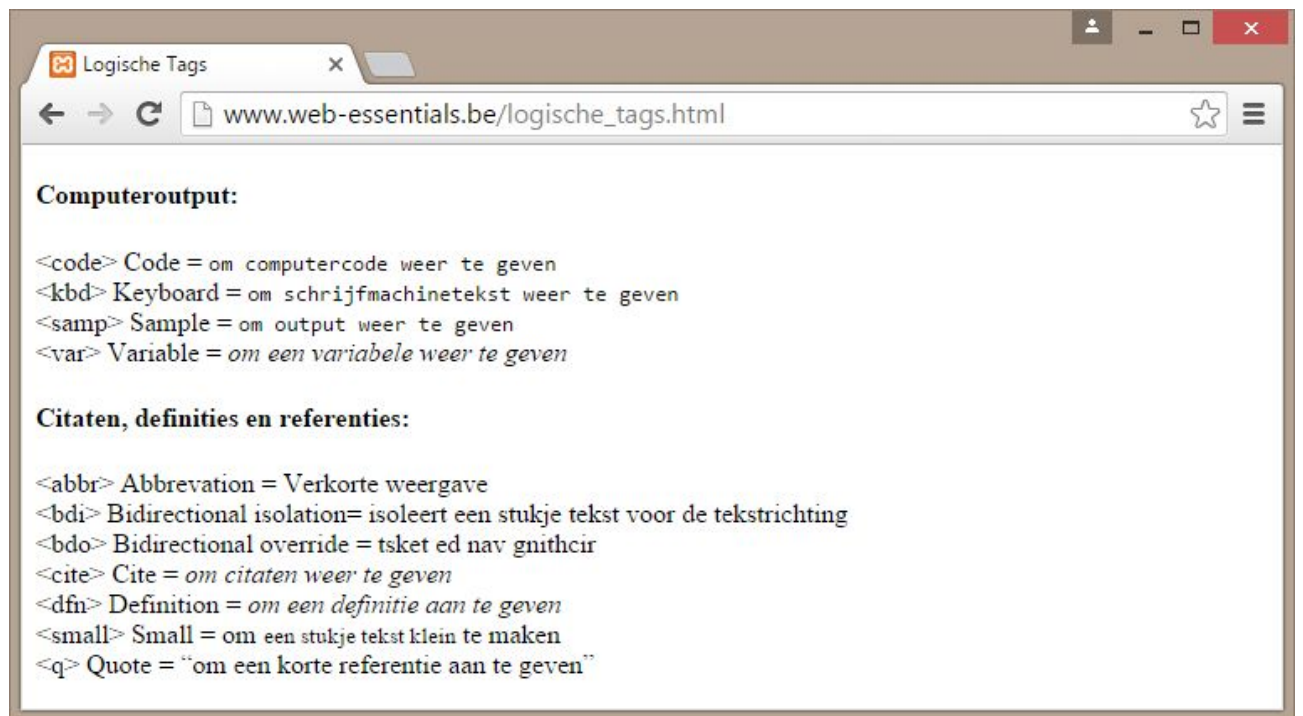 Logische Tags
www.web-essentials.be/logische_tags.html
Computeroutput:
<code> Code = om computercode weer te geven
<kbd> Keyboard = om schrijfmachinetekst weer te geven
<samp> Sample = om output weer te geven
<var> Variable = om een variabele weer te geven
Citaten, definities en referenties:
<abbr> Abbrevation = Verkorte weergave
<bdi> Bidirectional isolation= isoleert een stukje tekst voor de tekstrichting
<bdo> Bidirectional override = tsket ed nav gnithcir
<cite> Cite = om citaten weer te geven
<dfn> Definition = om een definitie aan te geven
<small> Small = om een stukje tekst klein te maken
<q> Quote = “om een korte referentie aan te geven”